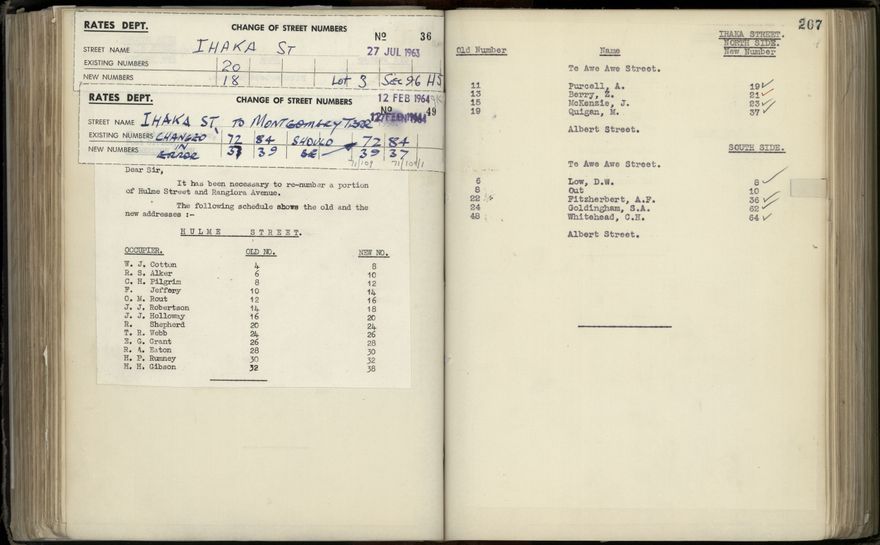 RATES DEPT. CHANGE OF STREET NUMBERS
No 36
STREET NAME IHAKA ST 27 JUL 1963
EXISTING NUMBERS 20
NEW NUMBERS 18 Lot 3 Sec 96 HS
RATES DEPT. CHANGE OF STREET NUMBERS 12 FEB 1964
No 49
STREET NAME IHAKA ST, TO MONTGOMERY TCE
EXISTING NUMBERS CHANGED 72 84 SHOULD 72 84
NEW NUMBERS IN ERROR 37 39 BE 39 37
Dear Sir,
It has been necessary to re-number a portion
of Hulme Street and Rangiora Avenue.
The following schedule shows the old and the
new addresses :-
HULME STREET.
OCCUPIER. OLD NO. NEW NO.
W. J. Cotton 4 8
R. S. Alker 6 10
C. H. Pilgrim 8 12
F. Jeffery 10 14
O. M. Rout 12 16
J. J. Robertson 14 18
J. J. Holloway 16 20
R. Shepherd 20 24
T. R. Webb 24 26
E. G. Grant 26 28
R. A. Eaton 28 30
H. P. Rumney 30 32
H. H. Gibson 32 38
207
IHAKA STREET.
NORTH SIDE.
Old Number Name New Number
Te Awe Awe Street.
11 Purcell, A. 19
13 Berry, Z. 21
15 McKenzie, J. 23
19 Quigan, M. 37
Albert Street.
SOUTH SIDE.
Te Awe Awe Street.
6 Low, D.W. 8
8 Out 10
22 Fitzherbert, A.F. 36
24 Goldingham, S.A. 62
48 Whitehead, C.H. 64
Albert Street.